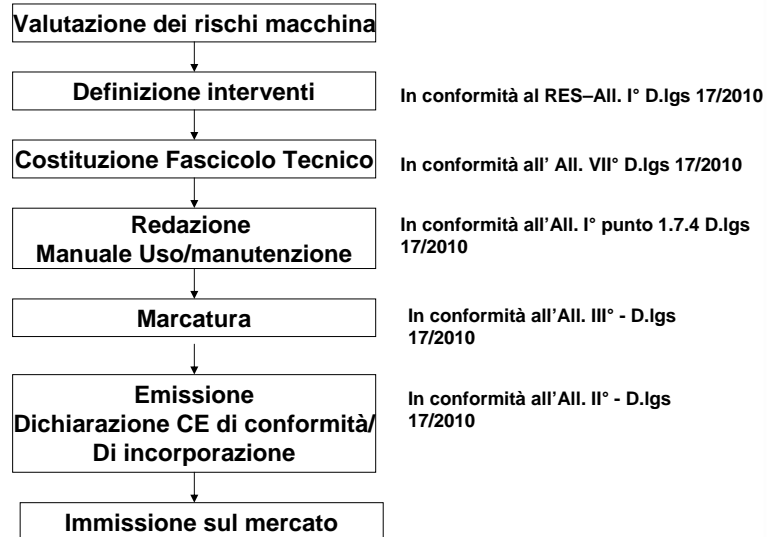 Valutazione dei rischi macchina
Definizione interventi
In conformità al RES–All. I° D.lgs 17/2010
Costituzione Fascicolo Tecnico
In conformità all’ All. VII° D.lgs 17/2010
Redazione
Manuale Uso/manutenzione
In conformità all’All. I° punto 1.7.4 D.lgs
17/2010
Marcatura
In conformità all’All. III° - D.lgs
17/2010
Emissione
Dichiarazione CE di conformità/
Di incorporazione
In conformità all’All. II° - D.lgs
17/2010
Immissione sul mercato